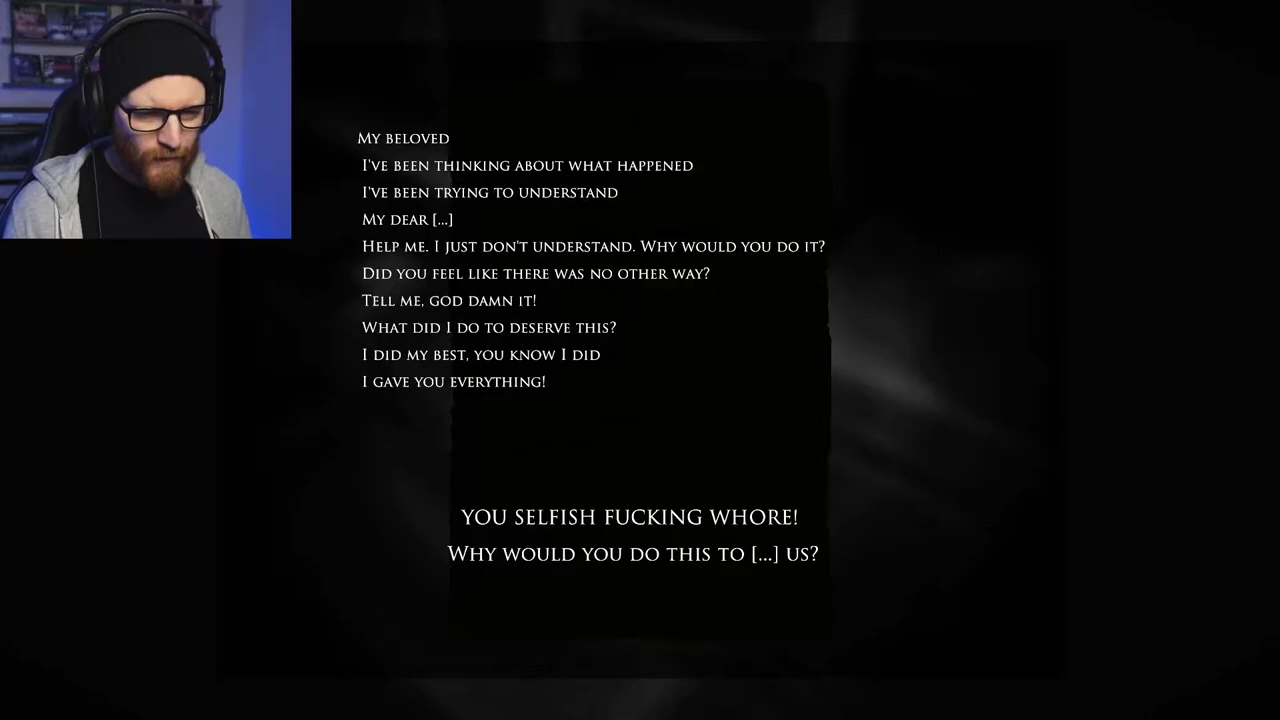 My beloved
I've been thinking about what happened
I've been trying to understand
My dear [...]
Help me. I just don't understand. Why would you do it?
Did you feel like there was no other way?
Tell me, god damn it!
What did I do to deserve this?
I did my best, you know I did
I gave you everything!
YOU SELFISH FUCKING WHORE!
Why would you do this to [...] us?